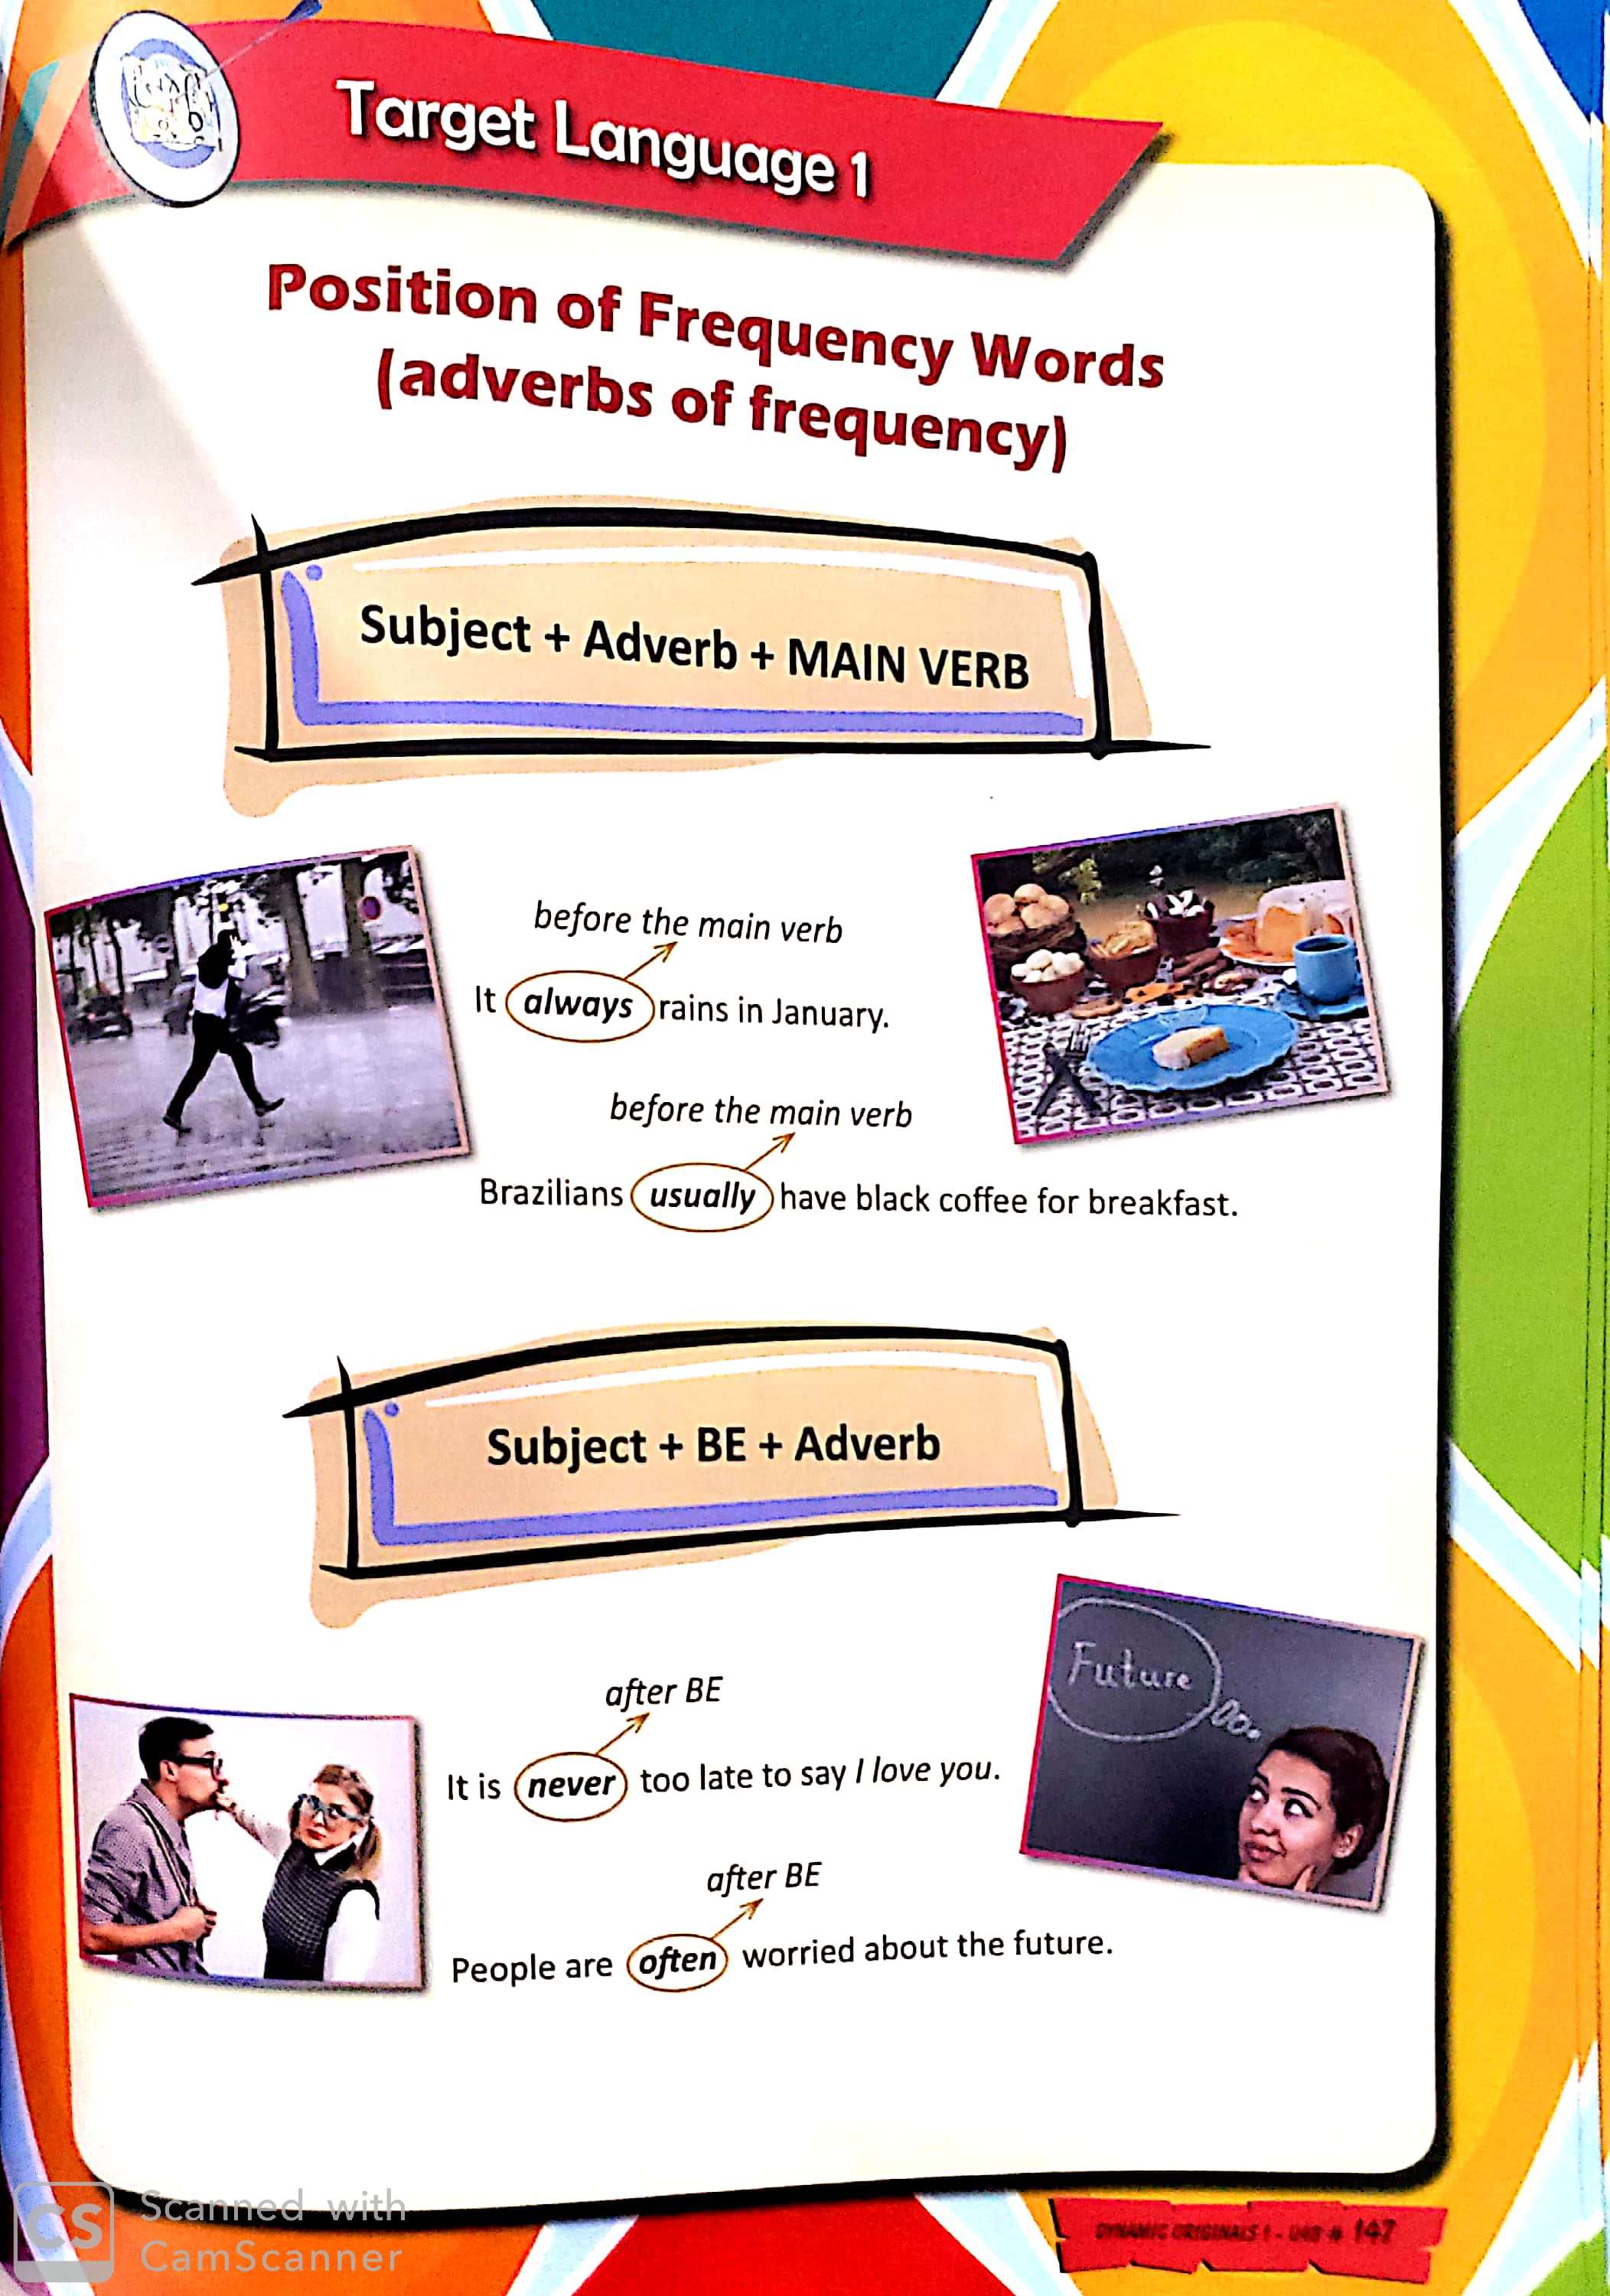 Target Language 1
Position of Frequency Words
(adverbs of frequency)
Subject + Adverb + MAIN VERB
before the main verb
It always rains in January.
before the main verb
Brazilians usually have black coffee for breakfast.
Subject + BE + Adverb
Future
after BE
It is never too late to say I love you.
after BE
People are often worried about the future.
CS Scanned with
CamScanner
DYNAMIC ORIGINALS 1 - # 147